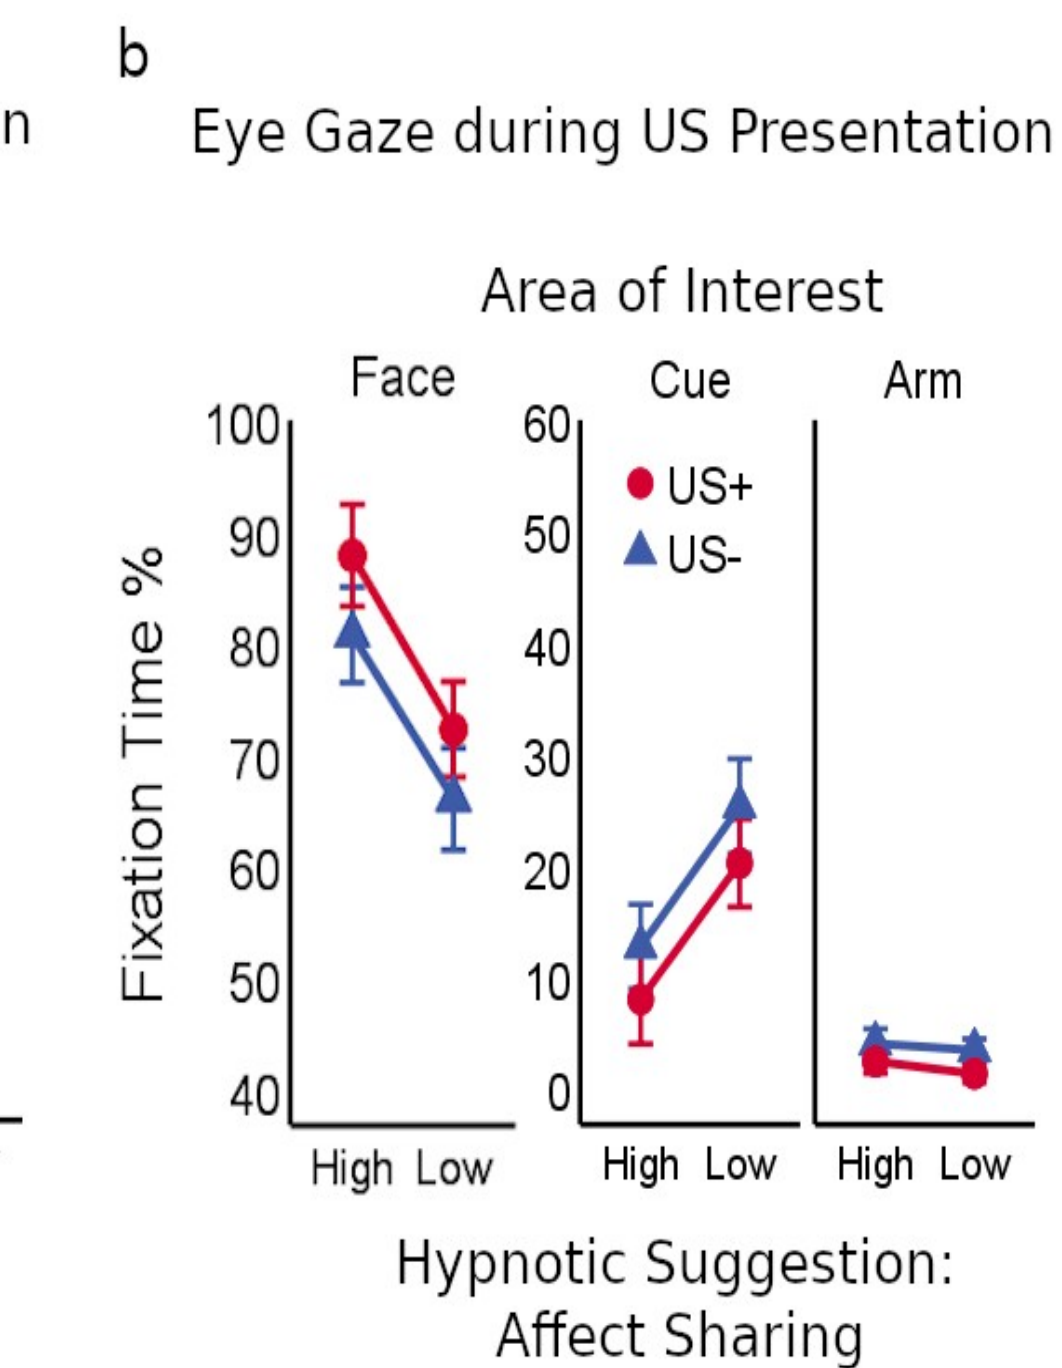 b
n
Eye Gaze during US Presentation
Area of Interest
Face
Cue
Arm
Fixation Time %
100
90
80
70
60
50
40
60
50
40
30
20
10
0
US+
US-
High Low
High Low
High Low
Hypnotic Suggestion:
Affect Sharing